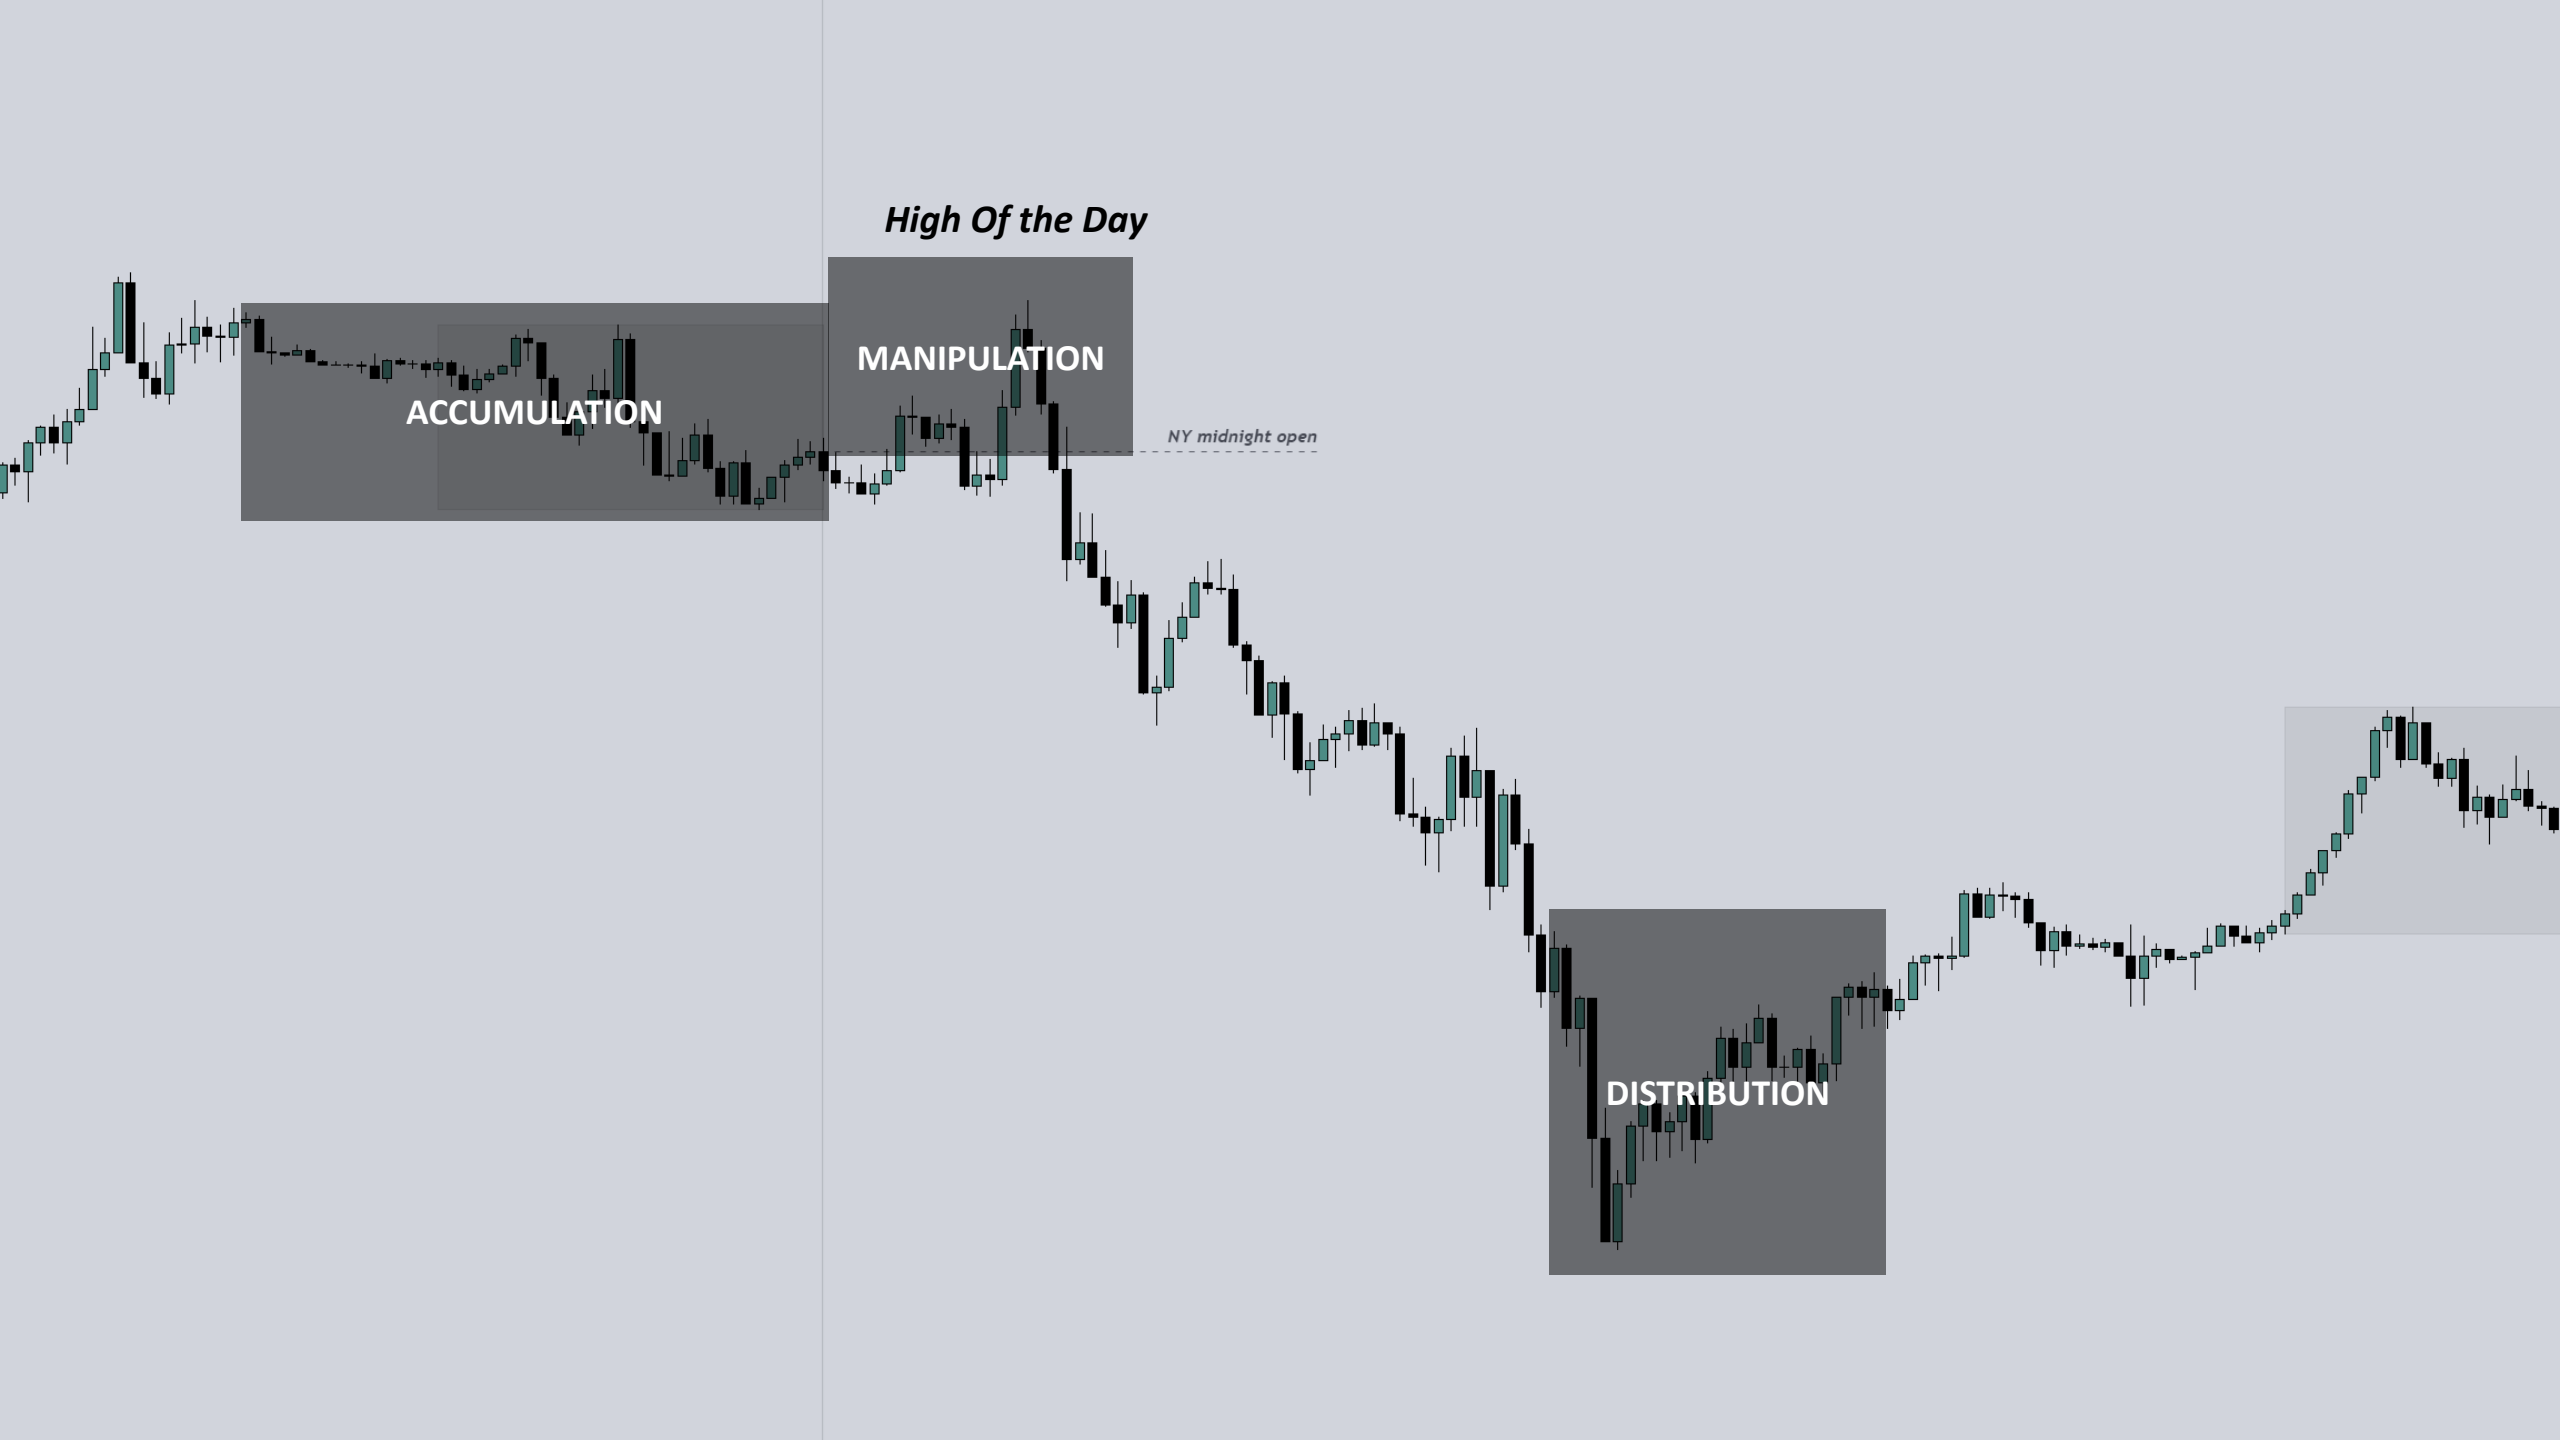 High Of the Day
MANIPULATION
ACCUMULATION
NY midnight open
DISTRIBUTION